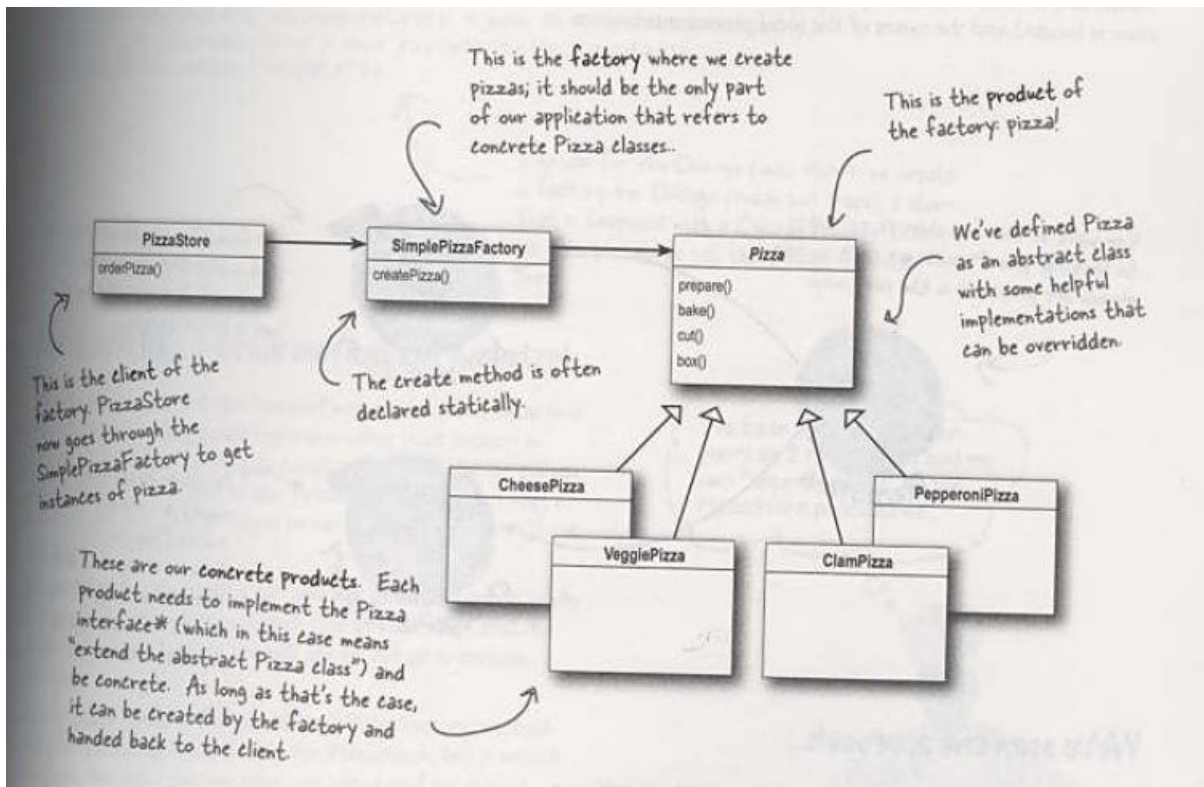 This is the factory where we create
pizzas; it should be the only part
of our application that refers to
concrete Pizza classes..
This is the product of
the factory: pizza!
PizzaStore
orderPizza()
SimplePizzaFactory
createPizza()
Pizza
prepare()
bake()
cut()
box()
We've defined Pizza
as an abstract class
with some helpful
implementations that
can be overridden.
This is the client of the
factory. PizzaStore
now goes through the
SimplePizzaFactory to get
instances of pizza.
The create method is often
declared statically.
CheesePizza
VeggiePizza
ClamPizza
PepperoniPizza
These are our concrete products. Each
product needs to implement the Pizza
interface* (which in this case means
"extend the abstract Pizza class") and
be concrete. As long as that's the case,
it can be created by the factory and
handed back to the client.